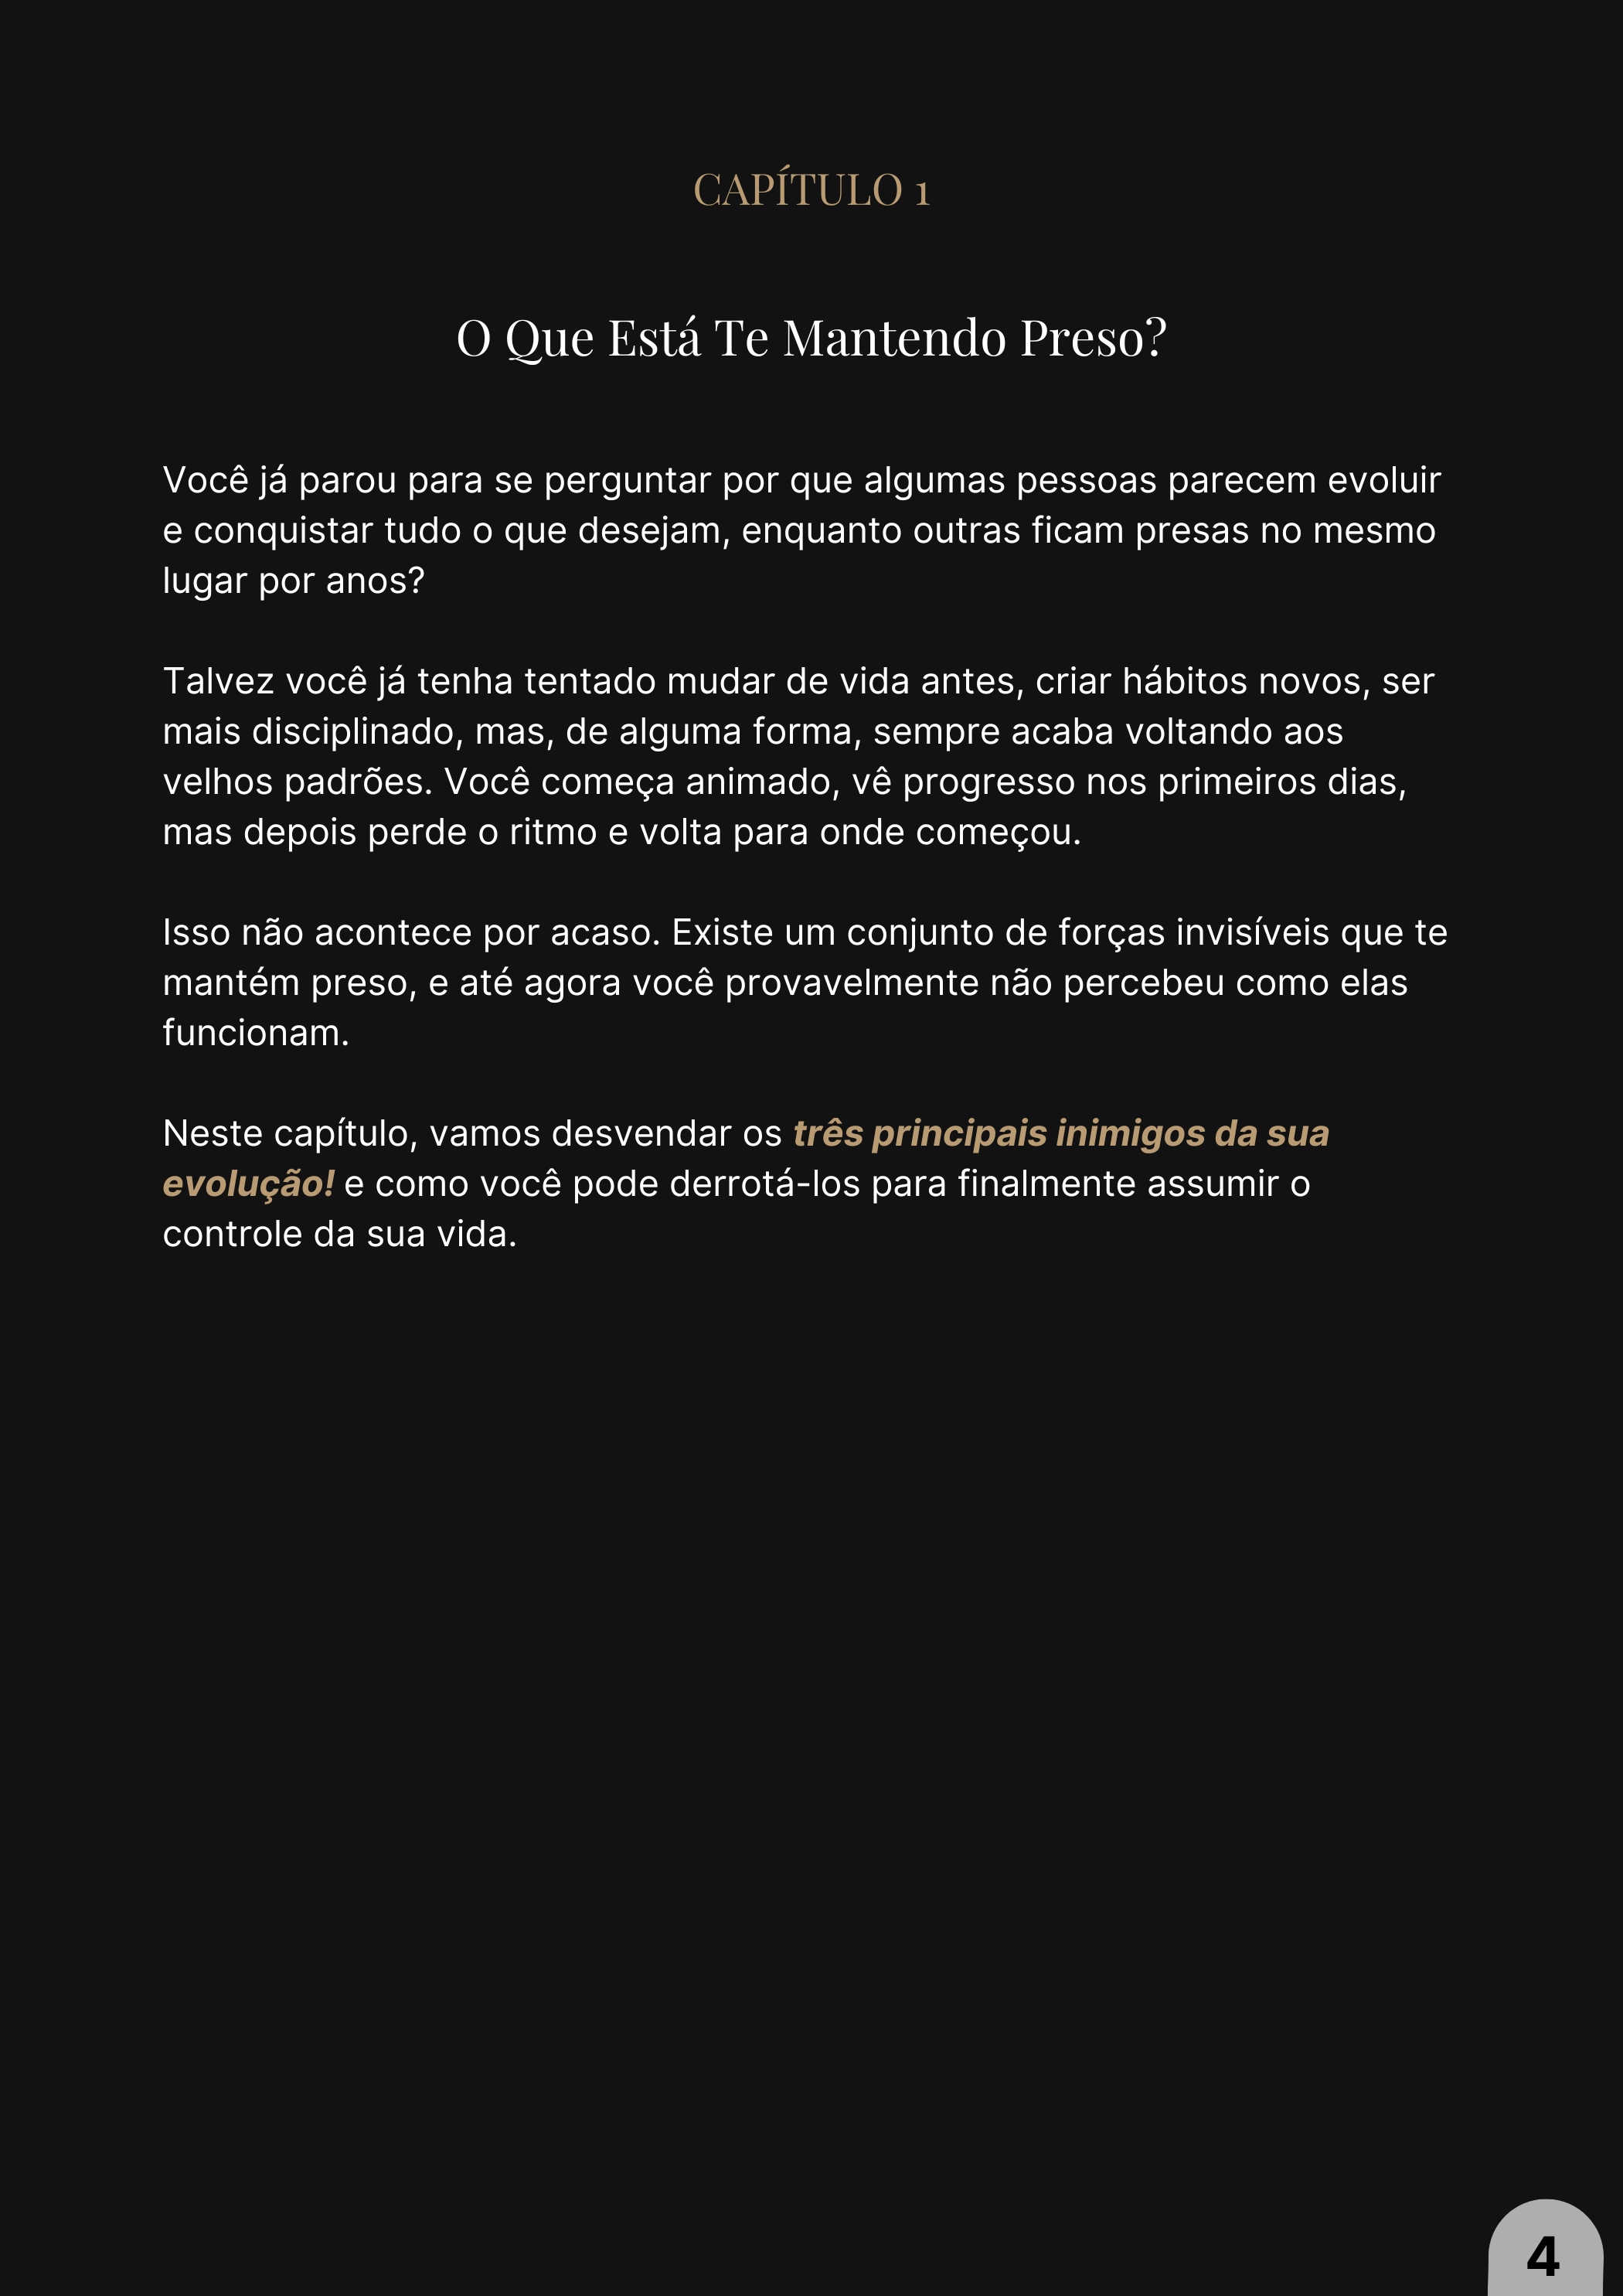 CAPÍTULO 1
O Que Está Te Mantendo Preso?
Você já parou para se perguntar por que algumas pessoas parecem evoluir
e conquistar tudo o que desejam, enquanto outras ficam presas no mesmo
lugar por anos?
Talvez você já tenha tentado mudar de vida antes, criar hábitos novos, ser
mais disciplinado, mas, de alguma forma, sempre acaba voltando aos
velhos padrões. Você começa animado, vê progresso nos primeiros dias,
mas depois perde o ritmo e volta para onde começou.
Isso não acontece por acaso. Existe um conjunto de forças invisíveis que te
mantém preso, e até agora você provavelmente não percebeu como elas
funcionam.
Neste capítulo, vamos desvendar os três principais inimigos da sua
evolução! e como você pode derrotá-los para finalmente assumir o
controle da sua vida.
4